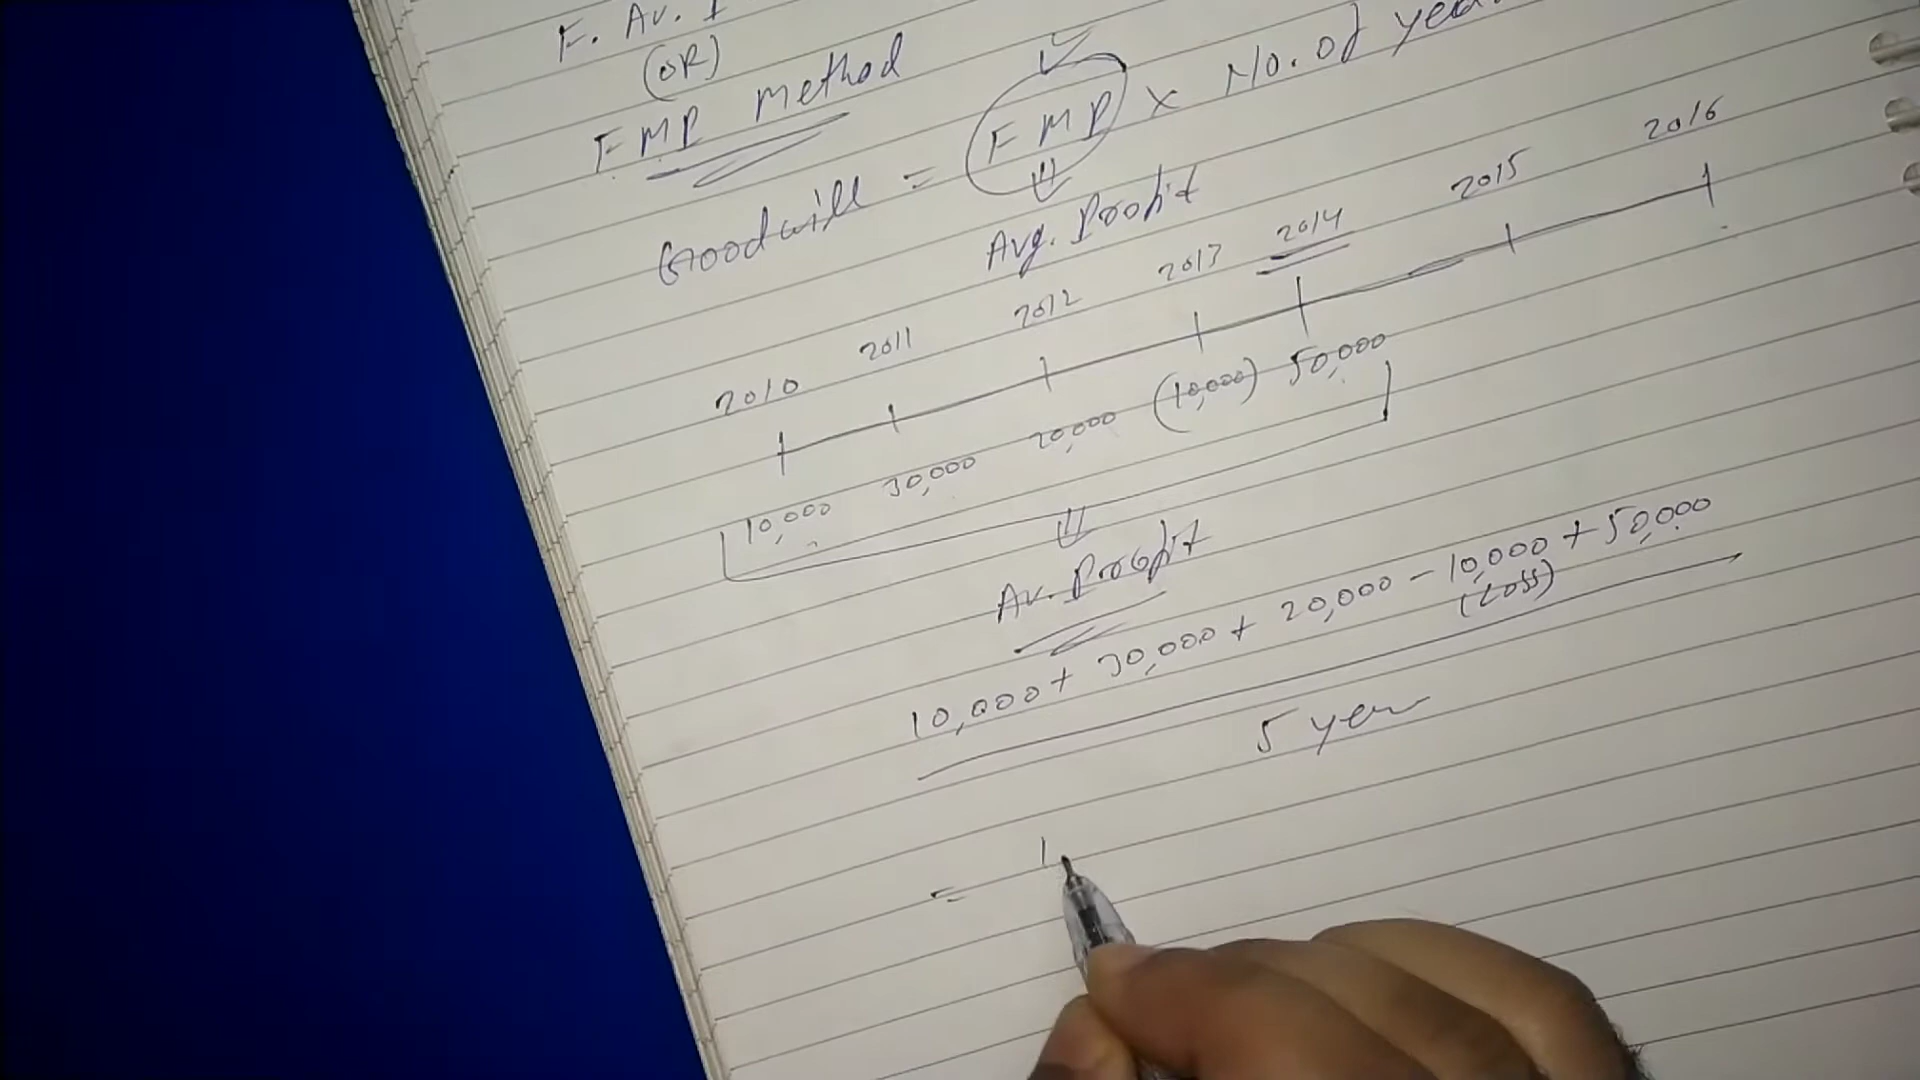 F. Av.
(OR)
FMP Method
Goodwill = FMP × No. of
Avg. Profit
2010 2011 2012 2013 2014 2015 2016
10,000 30,000 20,000 (10,000) 50,000
Av. Profit
10,000 + 30,000 + 20,000 - 10,000 + 50,000
(Loss)
5 year
= 1